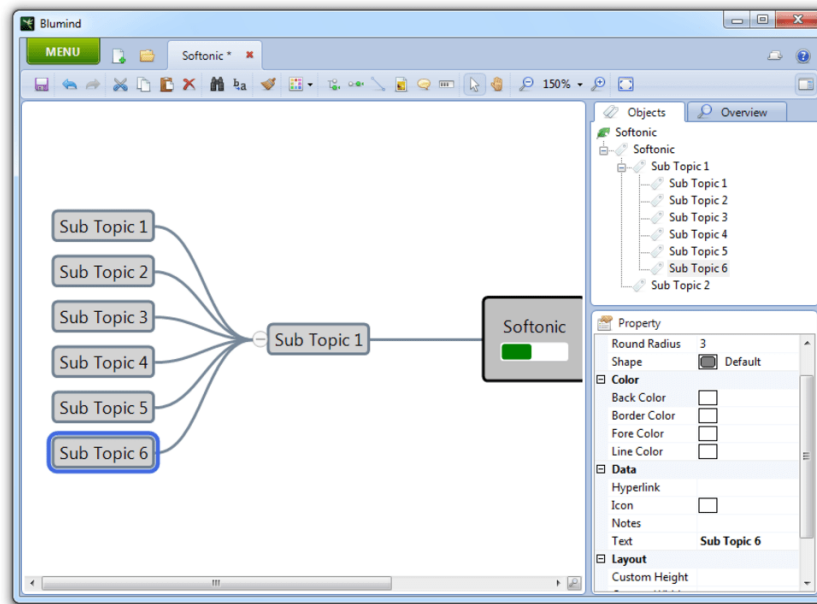 Blumind
MENU
Softonic *
ba
150%
Objects
Overview
Softonic
Softonic
Sub Topic 1
Sub Topic 1
Sub Topic 2
Sub Topic 3
Sub Topic 4
Sub Topic 5
Sub Topic 6
Sub Topic 2
Sub Topic 1
Sub Topic 2
Sub Topic 3
Sub Topic 4
Sub Topic 5
Sub Topic 6
Sub Topic 1
Softonic
Property
Round Radius 3
Shape Default
Color
Back Color
Border Color
Fore Color
Line Color
Data
Hyperlink
Icon
Notes
Text Sub Topic 6
Layout
Custom Height